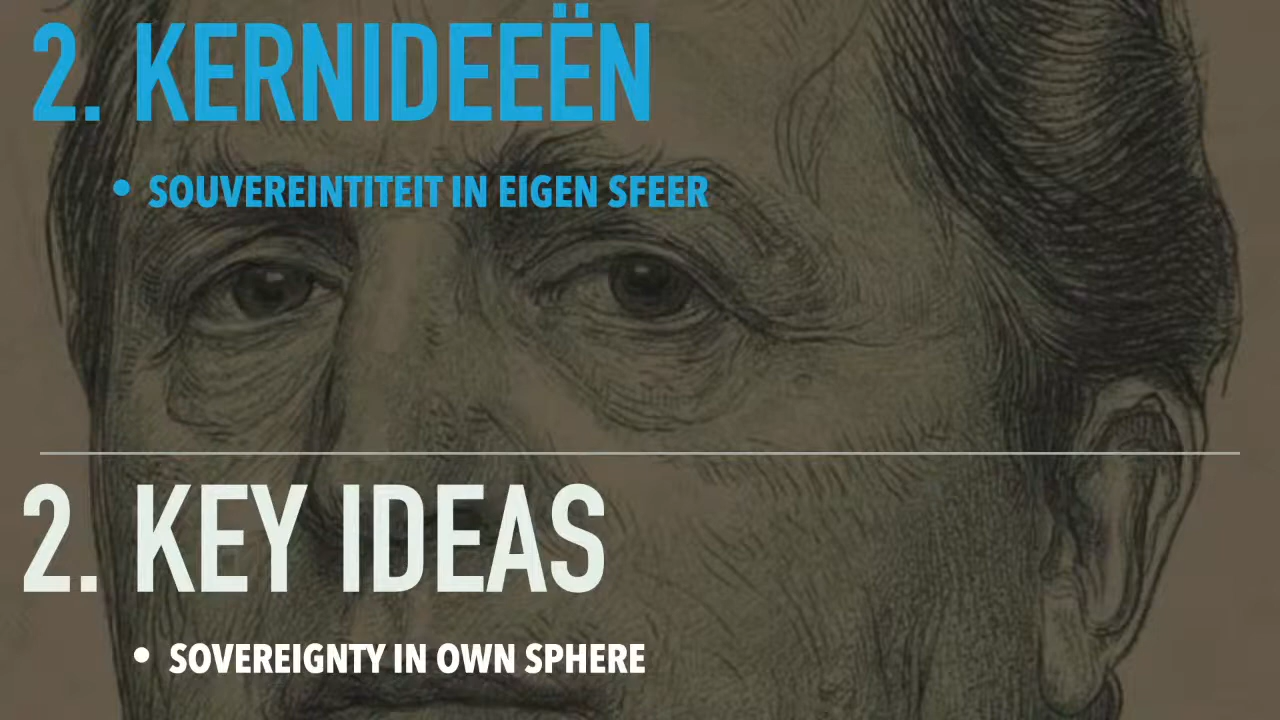 2. KERNIDEEËN
• SOUVEREINTITEIT IN EIGEN SFEER
2. KEY IDEAS
• SOVEREIGNTY IN OWN SPHERE